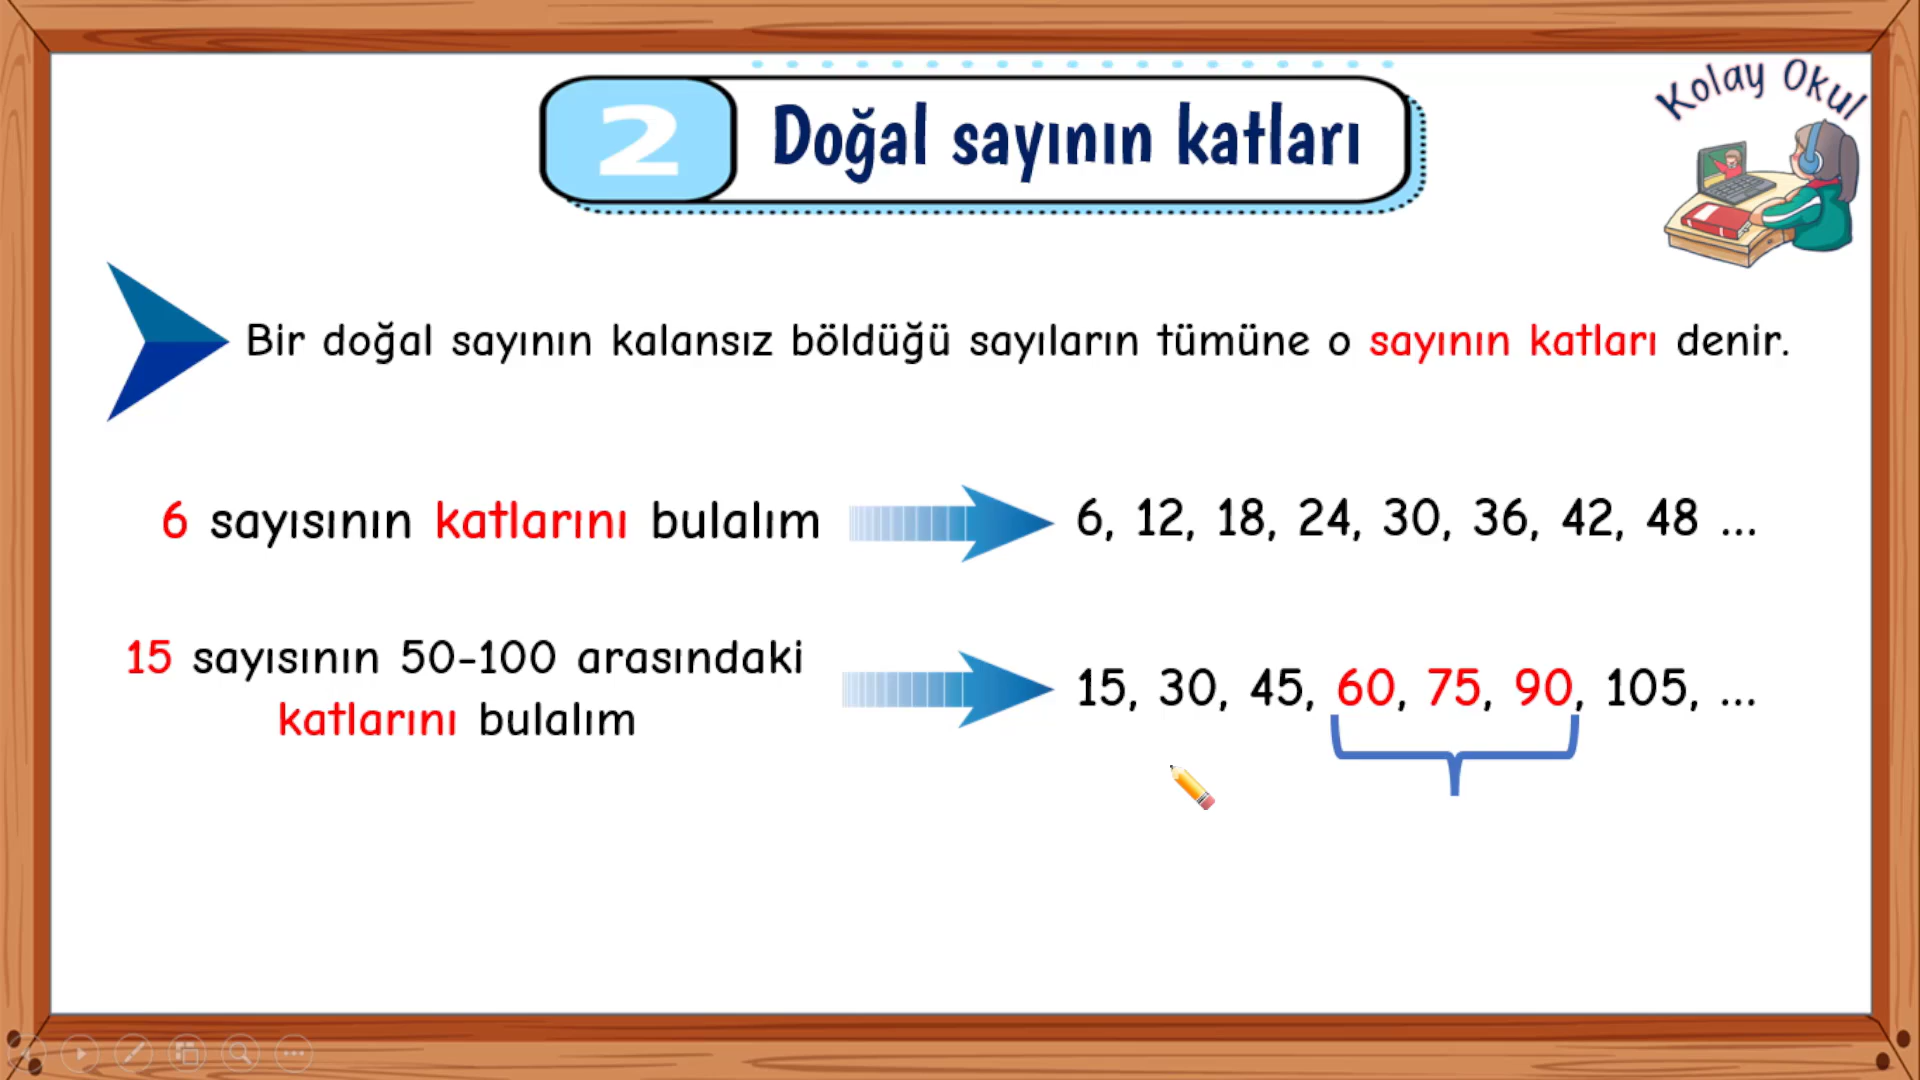 Kolay Okul
2 Doğal sayının katları
Bir doğal sayının kalansız böldüğü sayıların tümüne o sayının katları denir.
6 sayısının katlarını bulalım
6, 12, 18, 24, 30, 36, 42, 48 ...
15 sayısının 50-100 arasındaki
katlarını bulalım
15, 30, 45, 60, 75, 90, 105, ...